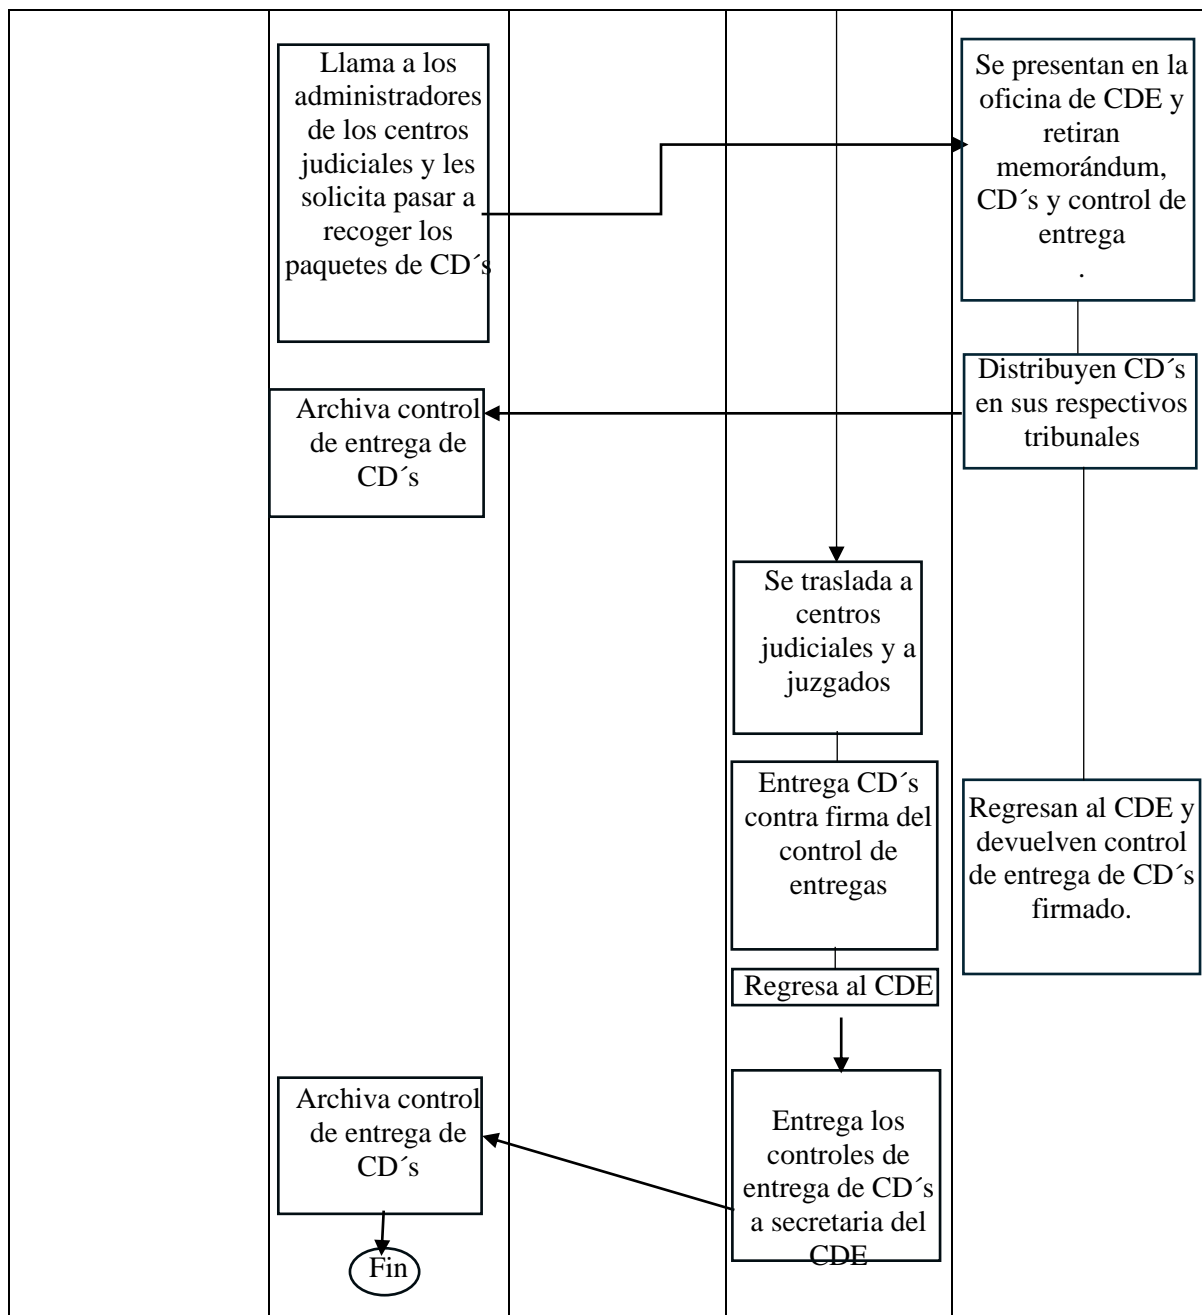 Llama a los
administradores
de los centros
judiciales y les
solicita pasar a
recoger los
paquetes de CD´s
Se presentan en la
oficina de CDE y
retiran
memorándum,
CD´s y control de
entrega
.
Distribuyen CD´s
en sus respectivos
tribunales
Archiva control
de entrega de
CD´s
Se traslada a
centros
judiciales y a
juzgados
Entrega CD´s
contra firma del
control de
entregas
Regresan al CDE y
devuelven control
de entrega de CD´s
firmado.
Regresa al CDE
Entrega los
controles de
entrega de CD´s
a secretaria del
CDE
Archiva control
de entrega de
CD´s
Fin